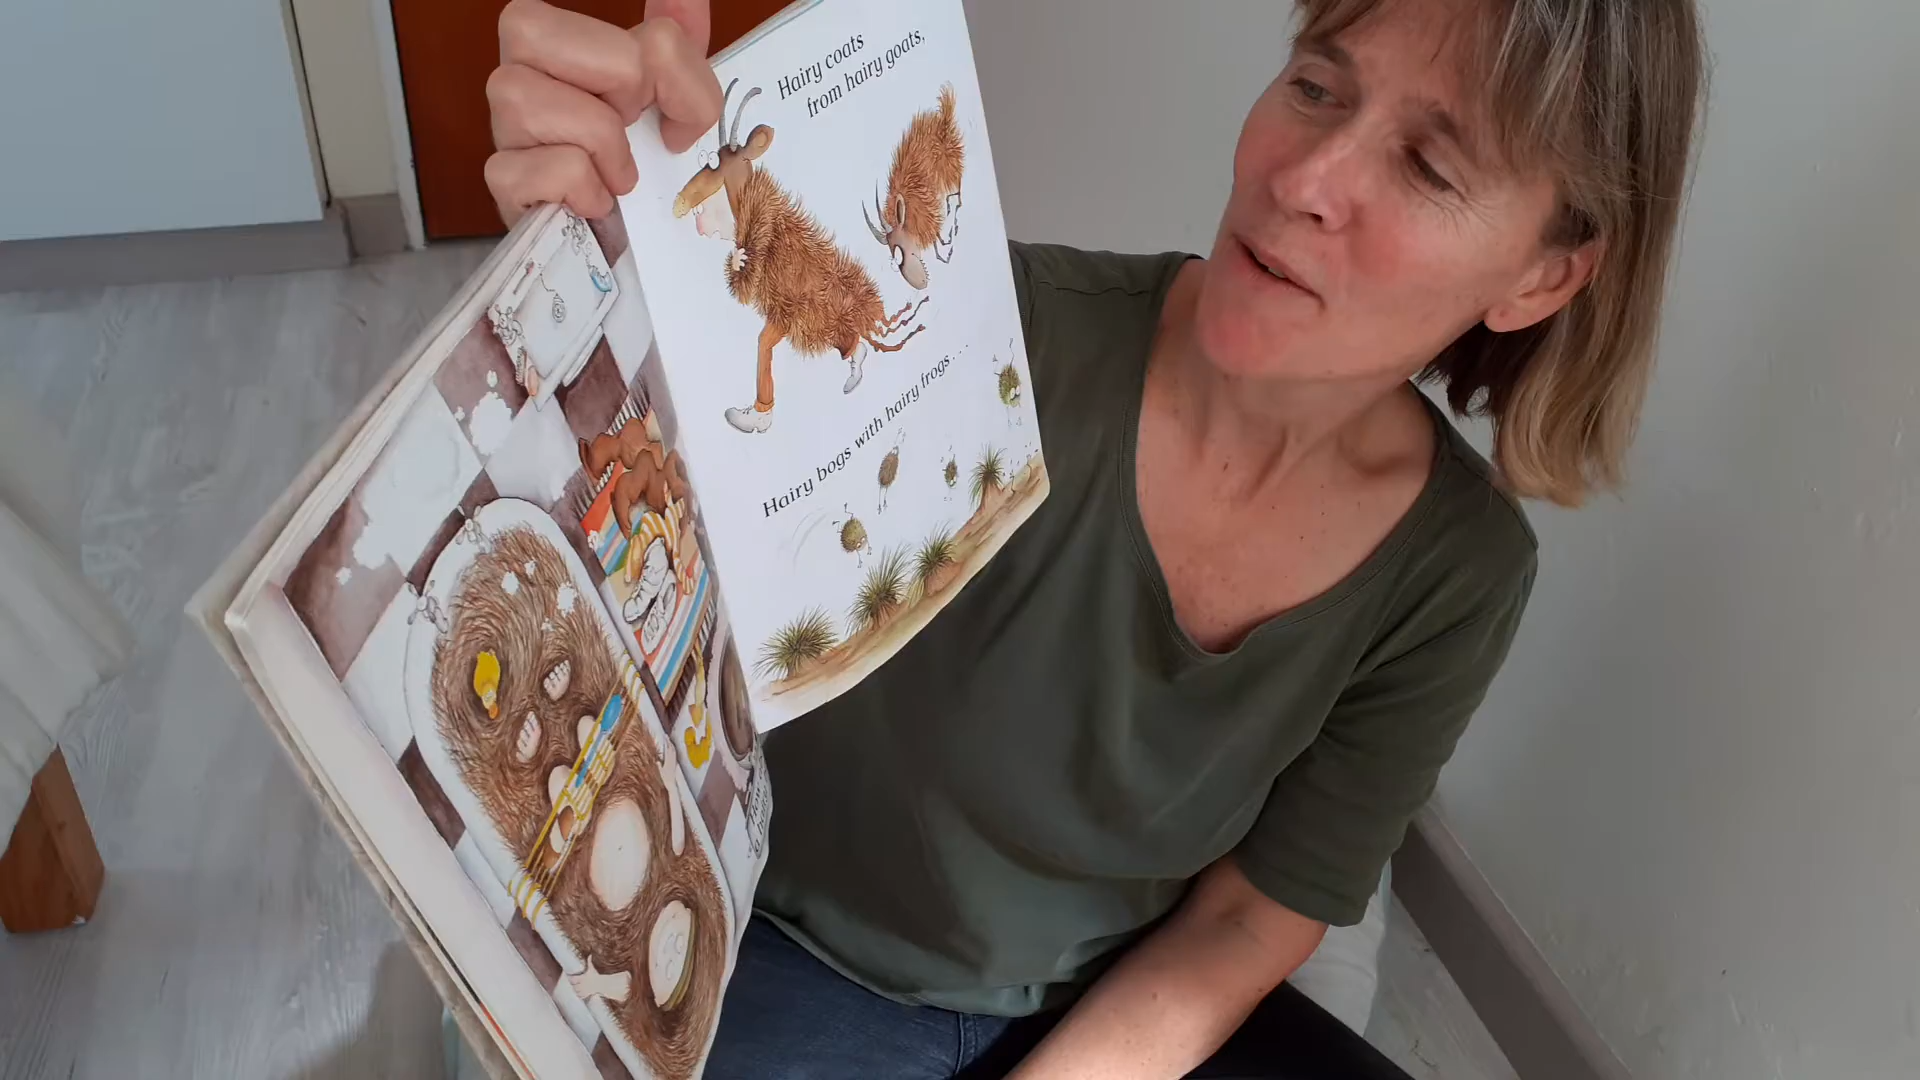 Hairy coats
from hairy goats,
Hairy bogs with hairy frogs . . .